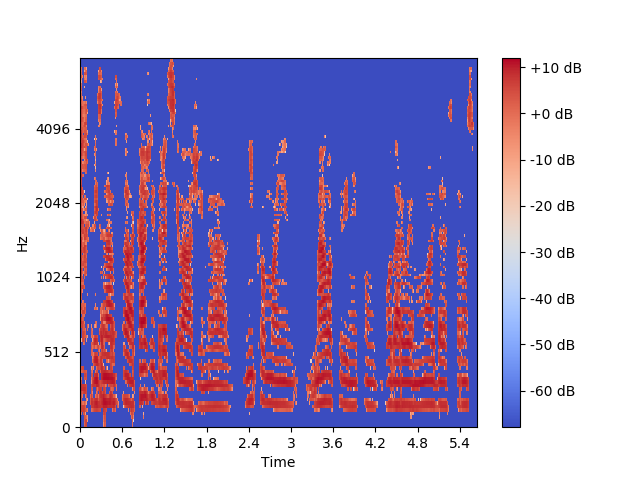 +10 dB
+0 dB
-10 dB
-20 dB
-30 dB
-40 dB
-50 dB
-60 dB
4096
2048
1024
512
0
Hz
0 0.6 1.2 1.8 2.4 3 3.6 4.2 4.8 5.4
Time